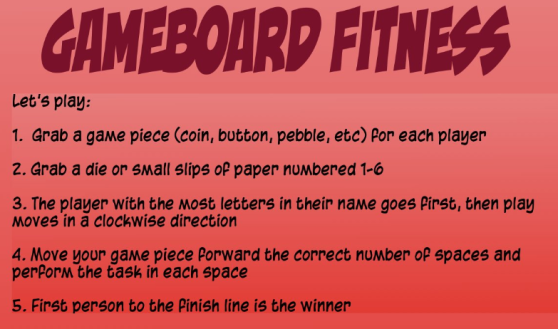 GAMEBOARD FITNESS
Let's play:
1. Grab a game piece (coin, button, pebble, etc) for each player
2. Grab a die or small slips of paper numbered 1-6
3. The player with the most letters in their name goes first, then play
moves in a clockwise direction
4. Move your game piece forward the correct number of spaces and
perform the task in each space
5. First person to the finish line is the winner